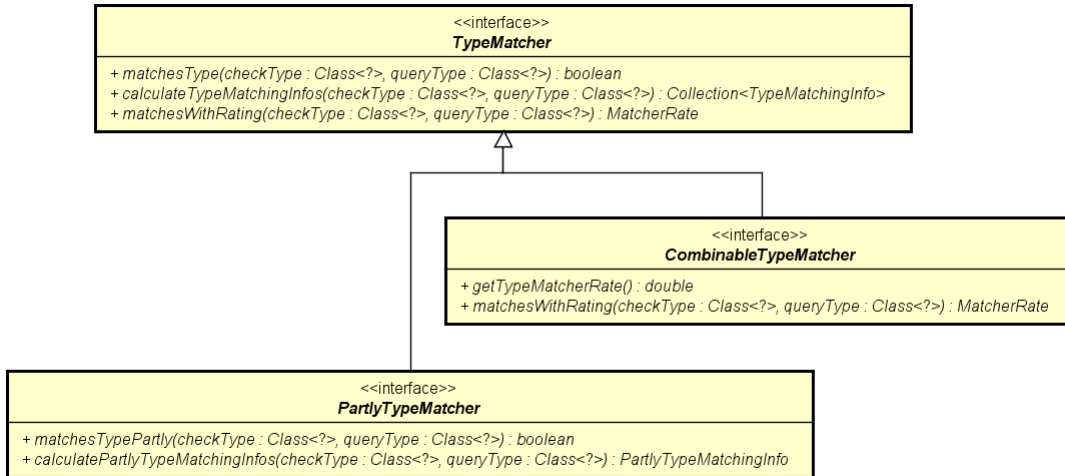 <<interface>>
TypeMatcher
+ matchesType(checkType : Class<?>, queryType : Class<?>) : boolean
+ calculateTypeMatchingInfos(checkType : Class<?>, queryType : Class<?>) : Collection<TypeMatchingInfo>
+ matchesWithRating(checkType : Class<?>, queryType : Class<?>) : MatcherRate
<<interface>>
CombinableTypeMatcher
+ getTypeMatcherRate() : double
+ matchesWithRating(checkType : Class<?>, queryType : Class<?>) : MatcherRate
<<interface>>
PartlyTypeMatcher
+ matchesTypePartly(checkType : Class<?>, queryType : Class<?>) : boolean
+ calculatePartlyTypeMatchingInfos(checkType : Class<?>, queryType : Class<?>) : PartlyTypeMatchingInfo